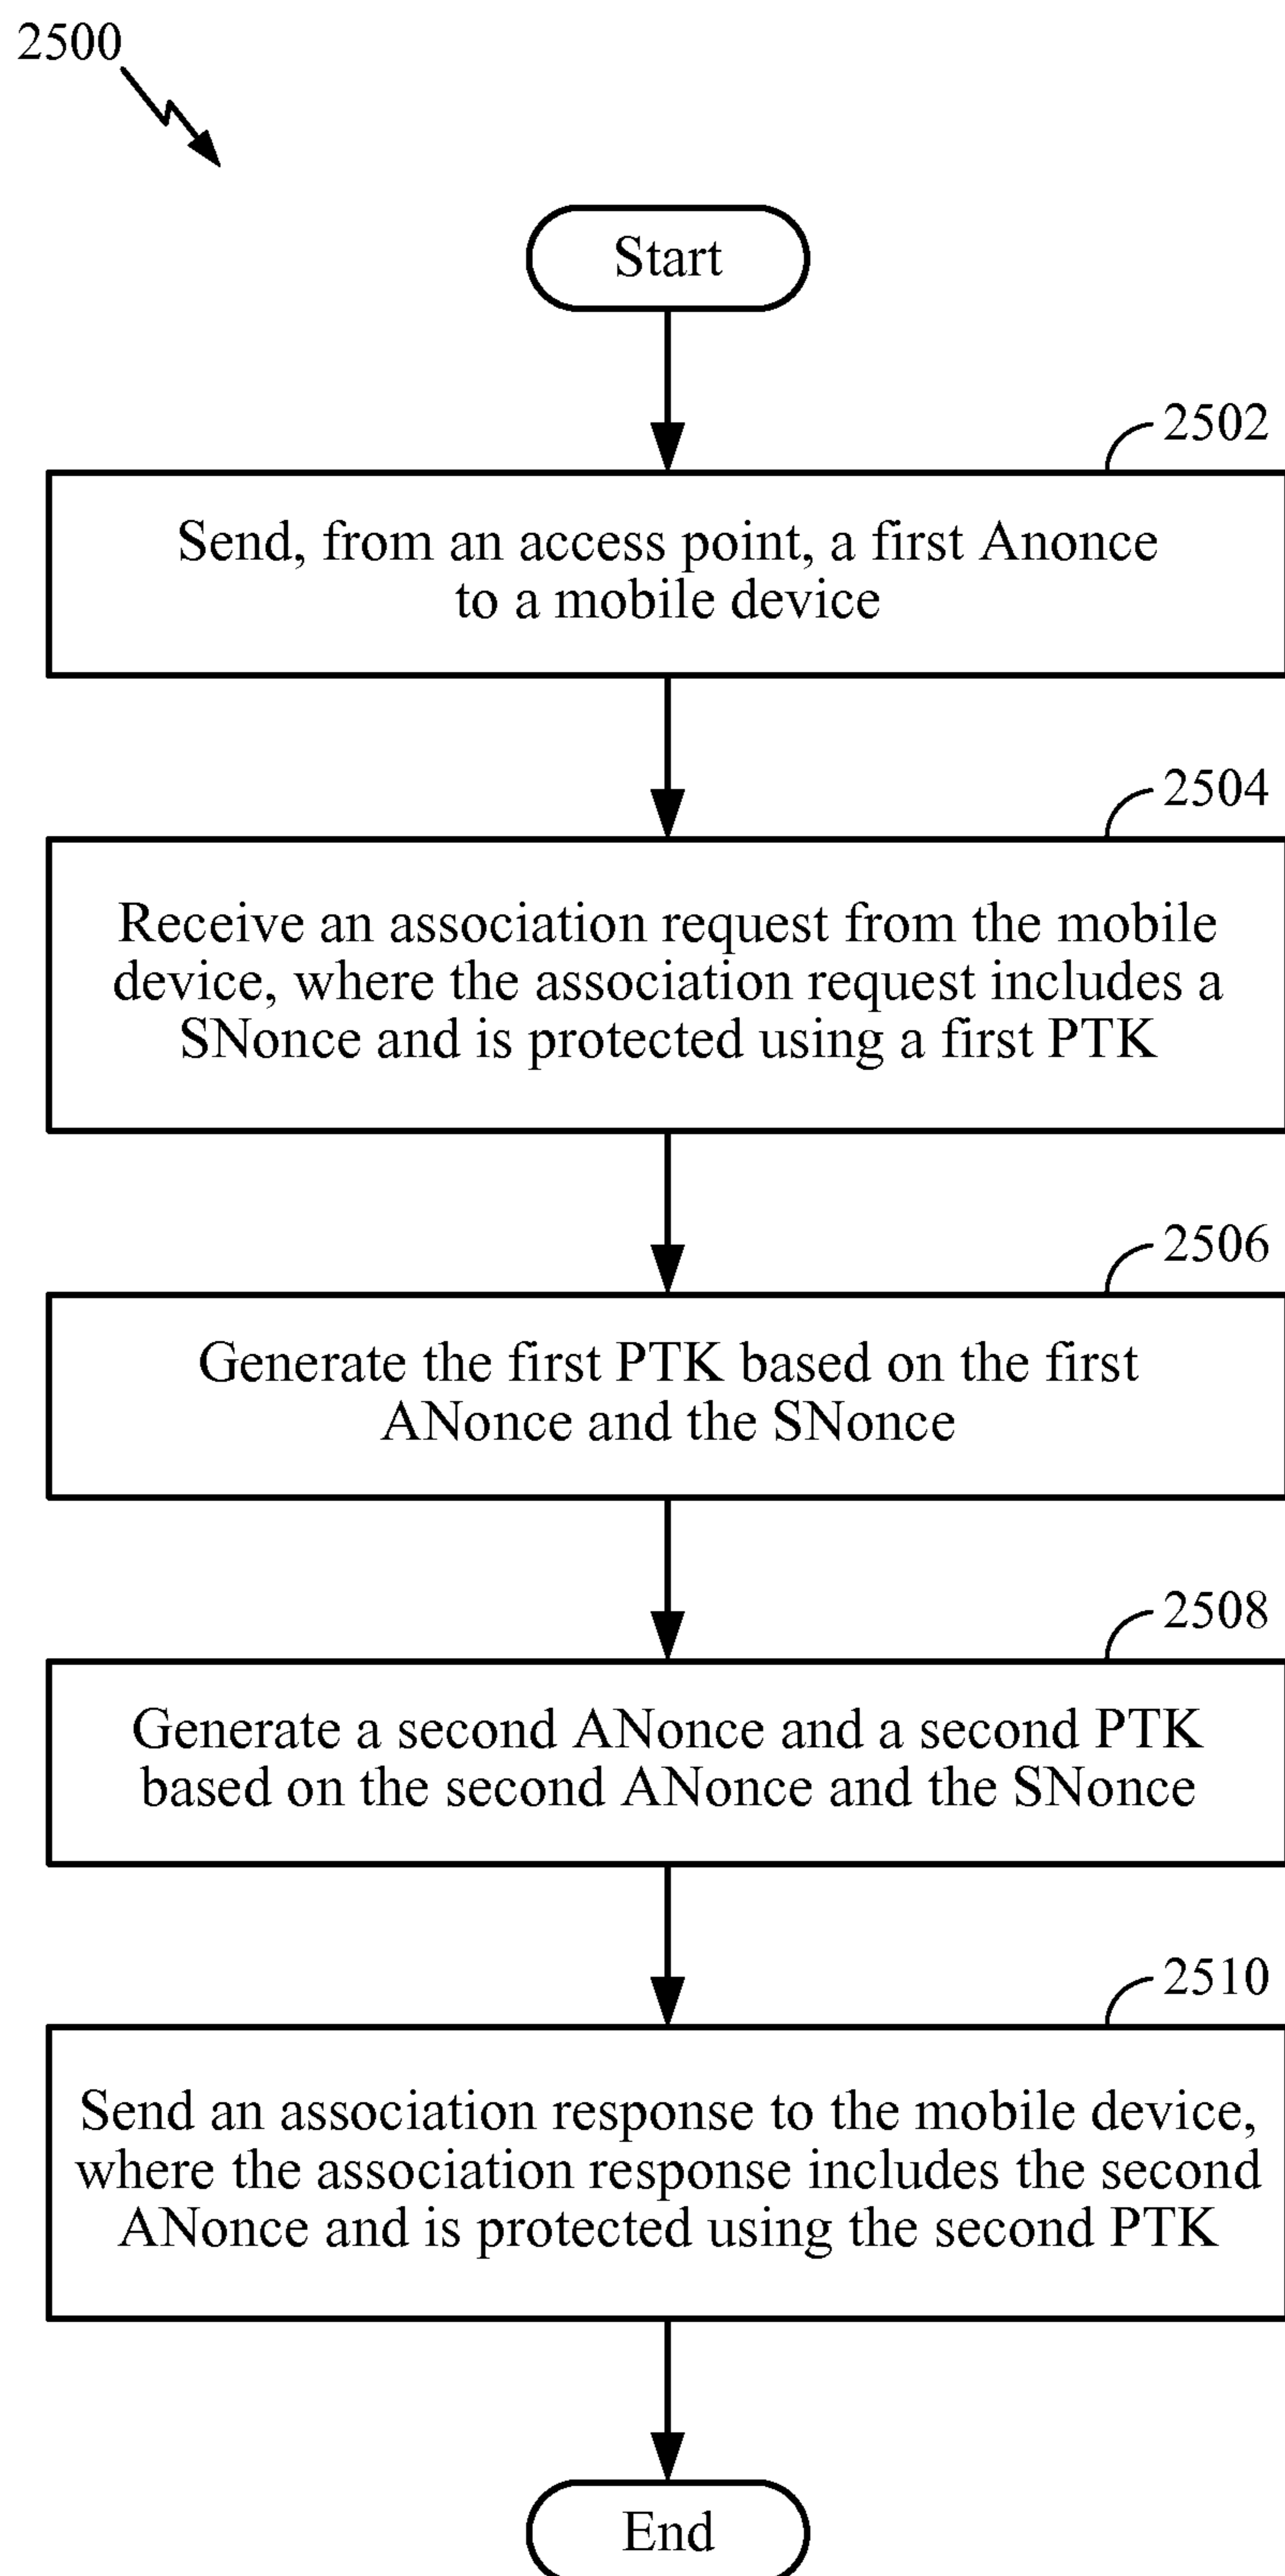 2500
Start
2502
Send, from an access point, a first Anonce
to a mobile device
2504
Receive an association request from the mobile
device, where the association request includes a
SNonce and is protected using a first PTK
2506
Generate the first PTK based on the first
ANonce and the SNonce
2508
Generate a second ANonce and a second PTK
based on the second ANonce and the SNonce
2510
Send an association response to the mobile device,
where the association response includes the second
ANonce and is protected using the second PTK
End